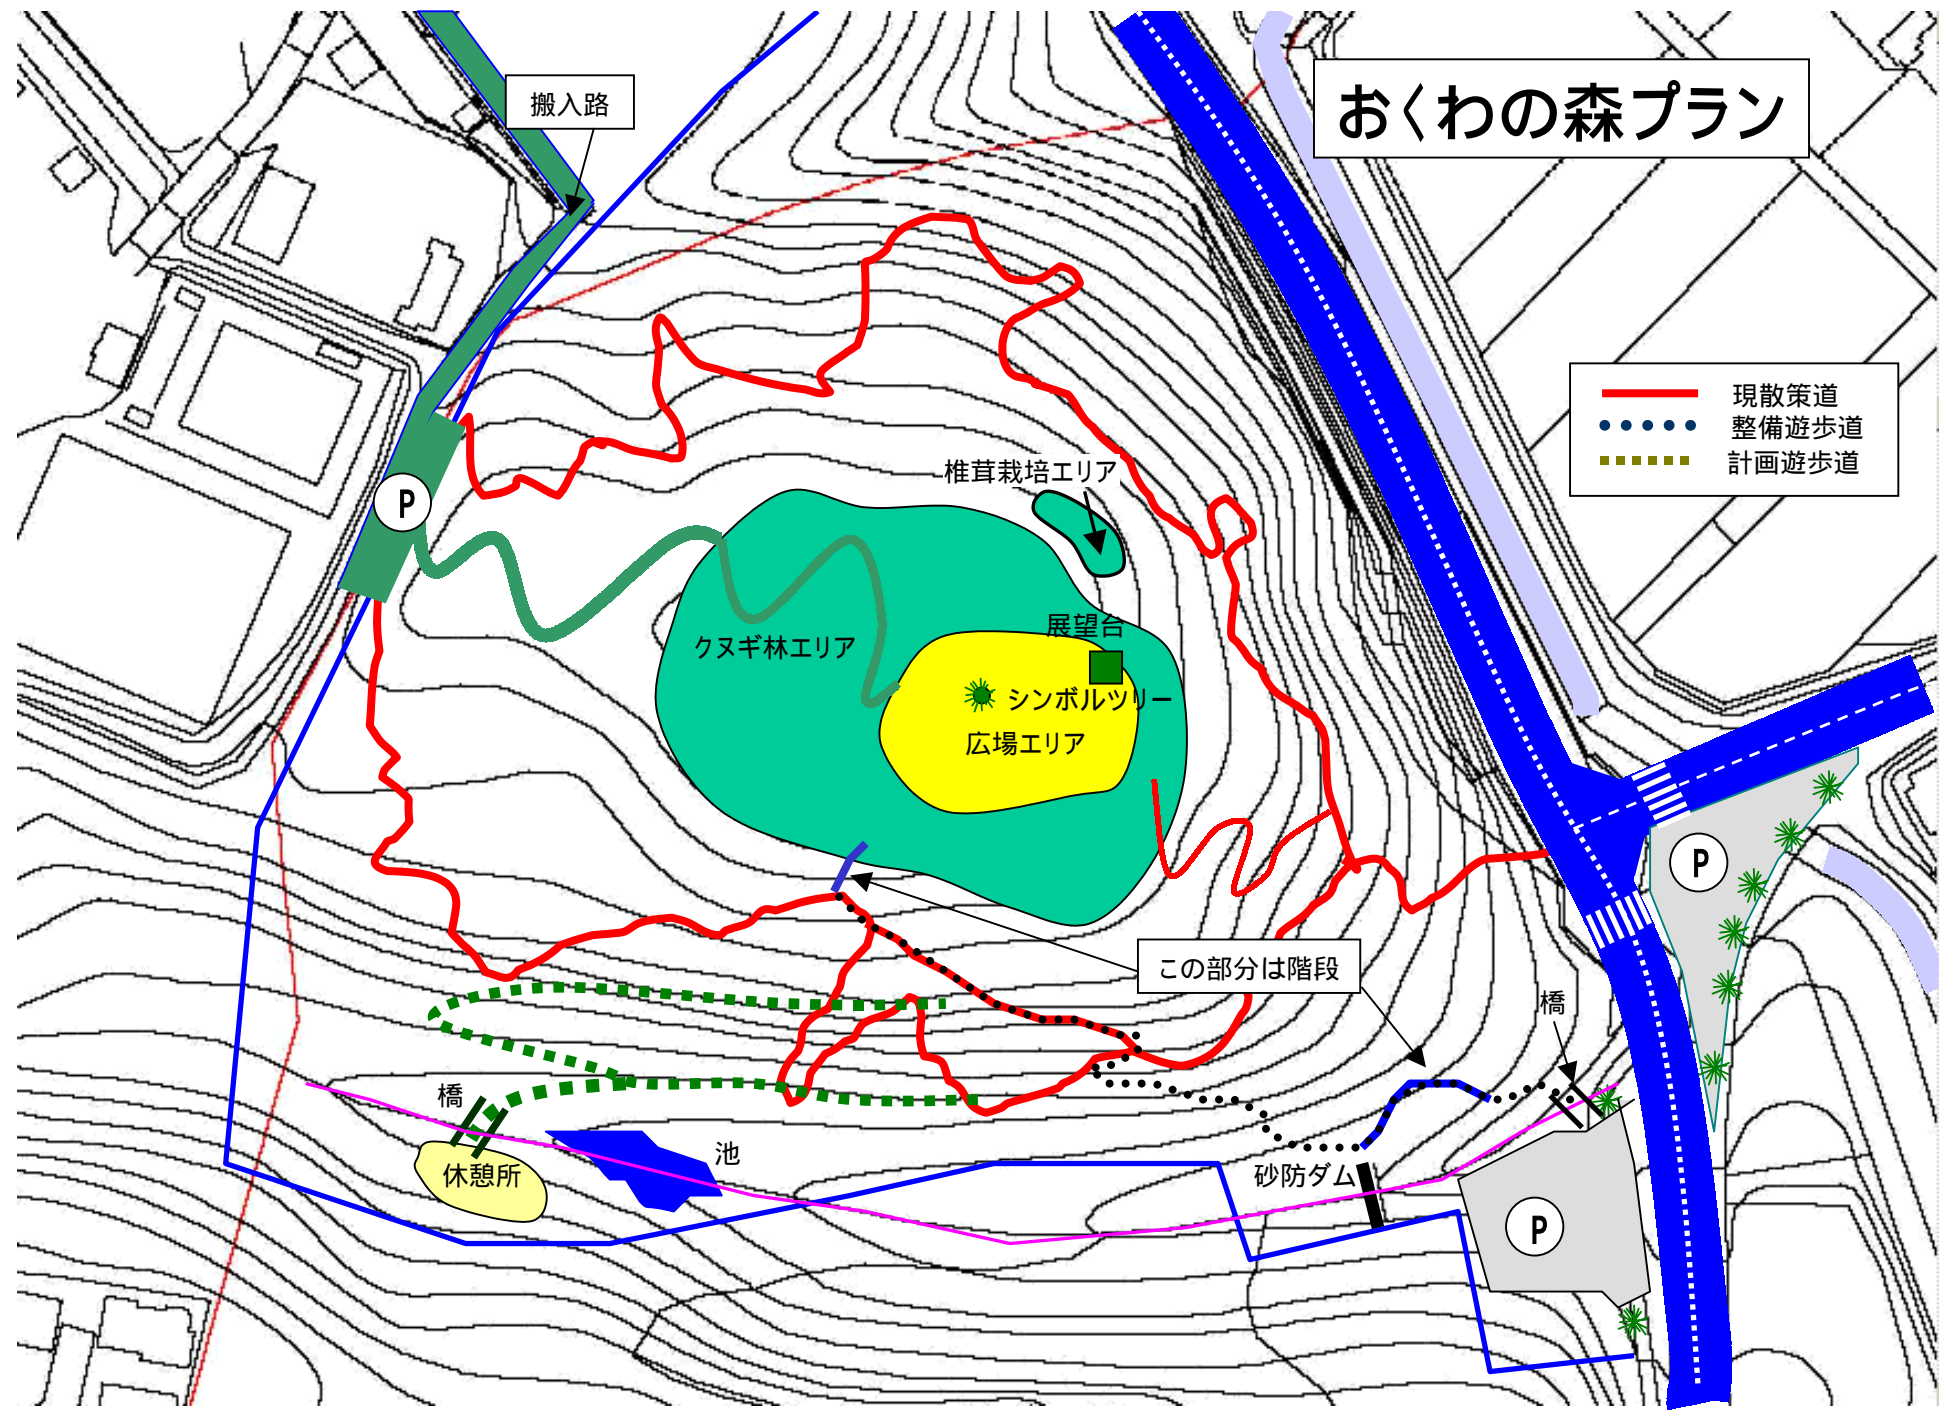 おくわの森プラン
搬入路
現散策道
整備遊歩道
計画遊歩道
椎茸栽培エリア
P
展望台
クヌギ林エリア
シンボルツリー
広場エリア
P
この部分は階段
橋
橋
池
休憩所
砂防ダム
P